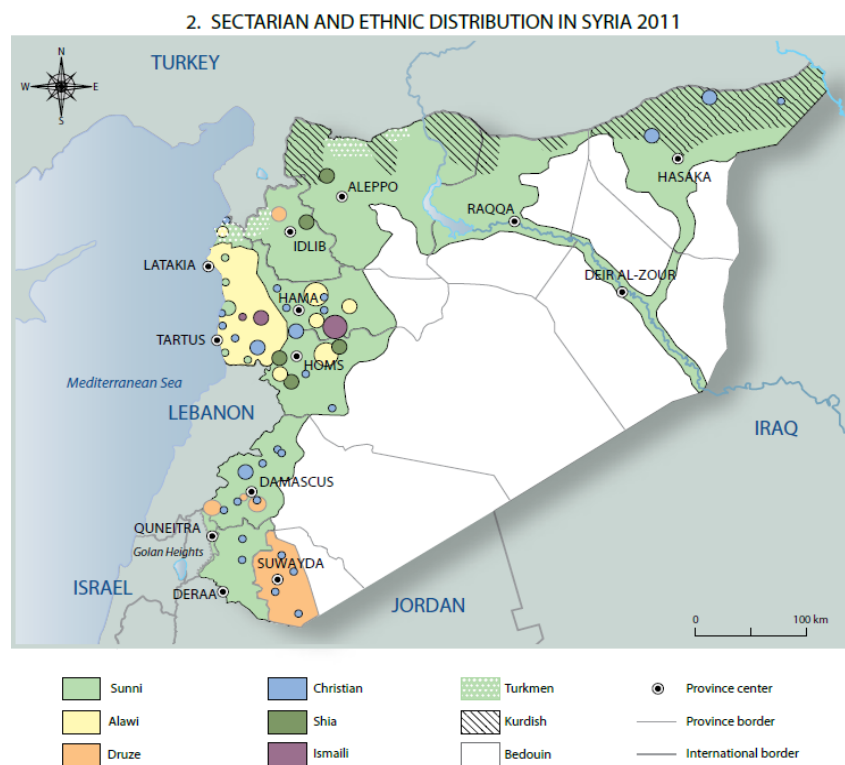 2. SECTARIAN AND ETHNIC DISTRIBUTION IN SYRIA 2011
TURKEY
N
W
E
S
ALEPPO
HASAKA
RAQQA
IDLIB
LATAKIA
DEIR AL-ZOUR
HAMA
TARTUS
HOMS
Mediterranean Sea
LEBANON
IRAQ
DAMASCUS
QUNEITRA
Golan Heights
SUWAYDA
ISRAEL
DERAA
JORDAN
0
100 km
Sunni
Christian
Turkmen
Province center
Alawi
Shia
Kurdish
Province border
Druze
Ismaili
Bedouin
International border